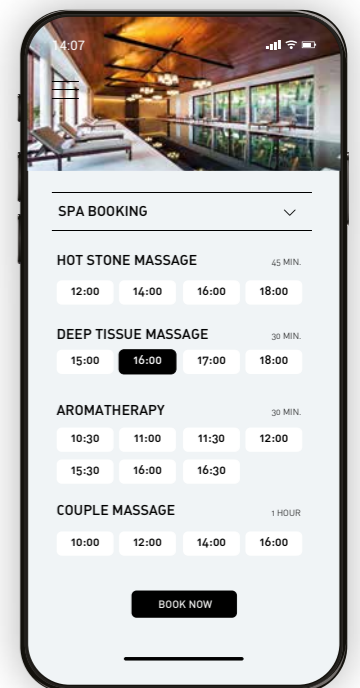 14:07
SPA BOOKING
HOT STONE MASSAGE 45 MIN.
12:00 14:00 16:00 18:00
DEEP TISSUE MASSAGE 30 MIN.
15:00 16:00 17:00 18:00
AROMATHERAPY 30 MIN.
10:30 11:00 11:30 12:00
15:30 16:00 16:30
COUPLE MASSAGE 1 HOUR
10:00 12:00 14:00 16:00
BOOK NOW